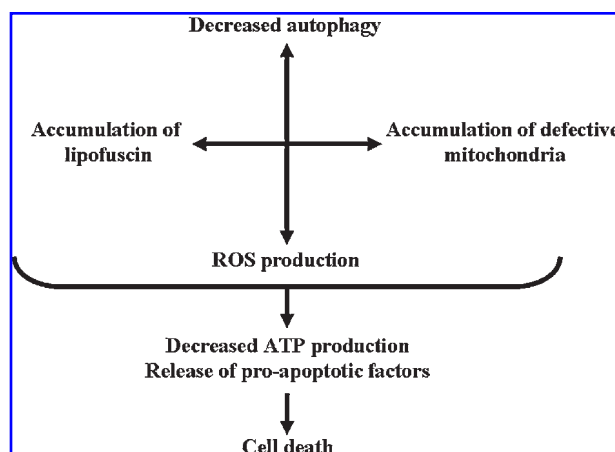 Decreased autophagy
Accumulation of
lipofuscin
Accumulation of defective
mitochondria
ROS production
Decreased ATP production
Release of pro-apoptotic factors
Cell death